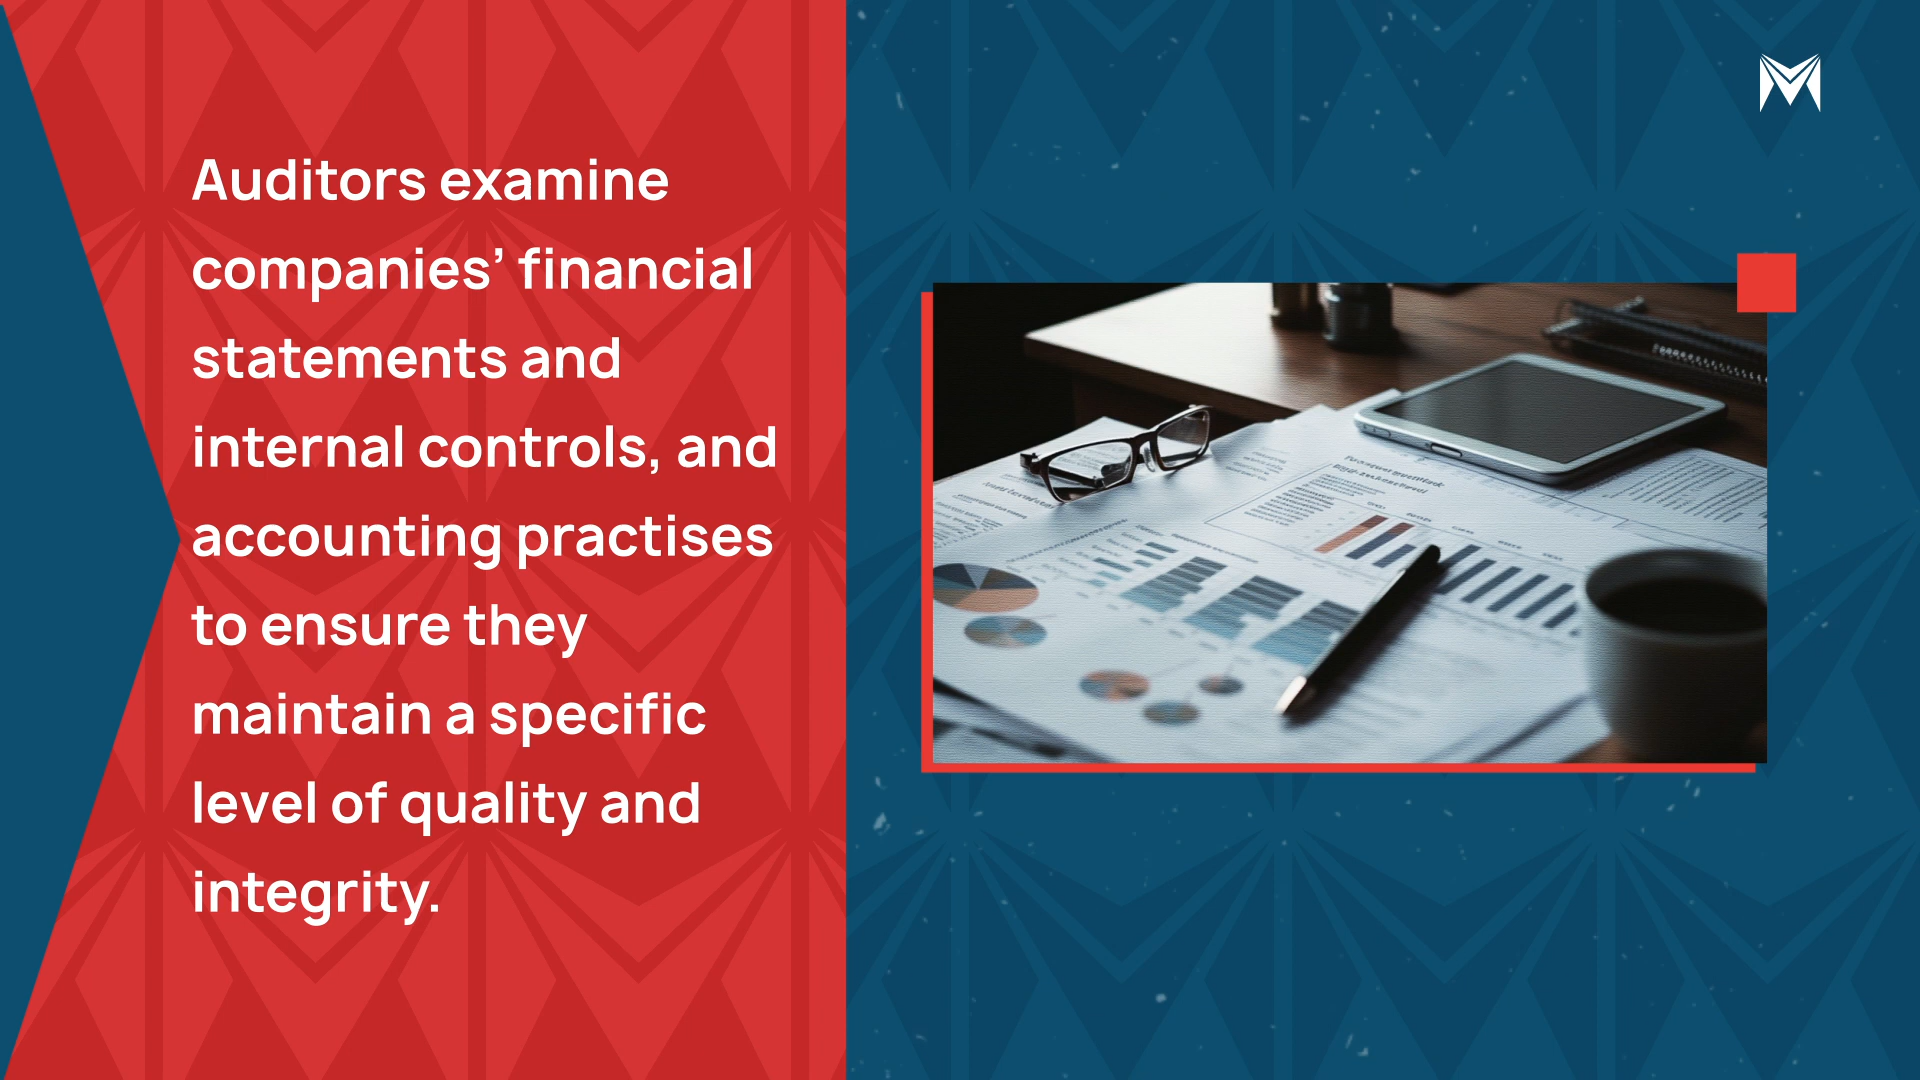 Auditors examine
companies’ financial
statements and
internal controls, and
accounting practises
to ensure they
maintain a specific
level of quality and
integrity.